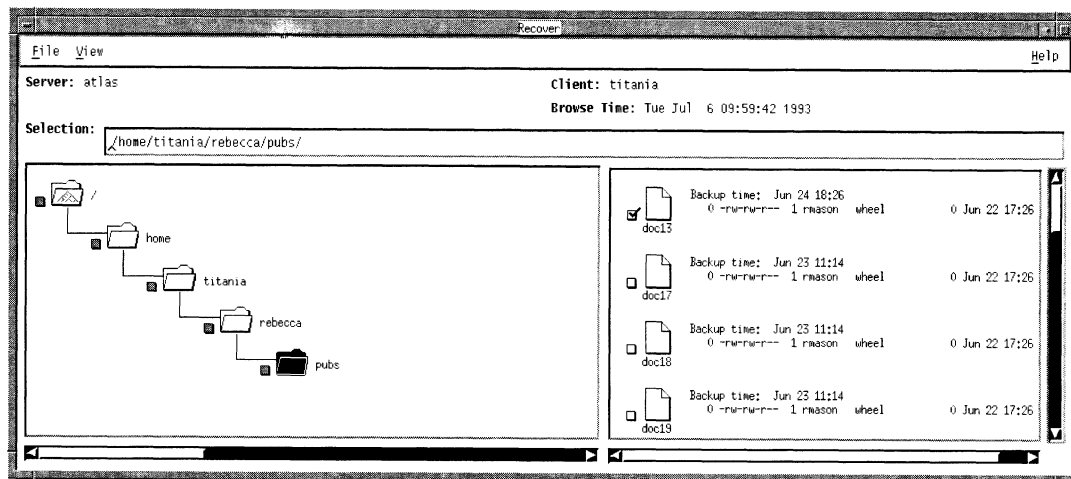 Recover
File View Help
Server: atlas Client: titania
Browse Time: Tue Jul 6 09:59:42 1993
Selection: /home/titania/rebecca/pubs/
/
home
titania
rebecca
pubs
Backup time: Jun 24 18:26
0 -rw-rw-r-- 1 rmason wheel 0 Jun 22 17:26
doc13
Backup time: Jun 23 11:14
0 -rw-rw-r-- 1 rmason wheel 0 Jun 22 17:26
doc17
Backup time: Jun 23 11:14
0 -rw-rw-r-- 1 rmason wheel 0 Jun 22 17:26
doc18
Backup time: Jun 23 11:14
0 -rw-rw-r-- 1 rmason wheel 0 Jun 22 17:26
doc19